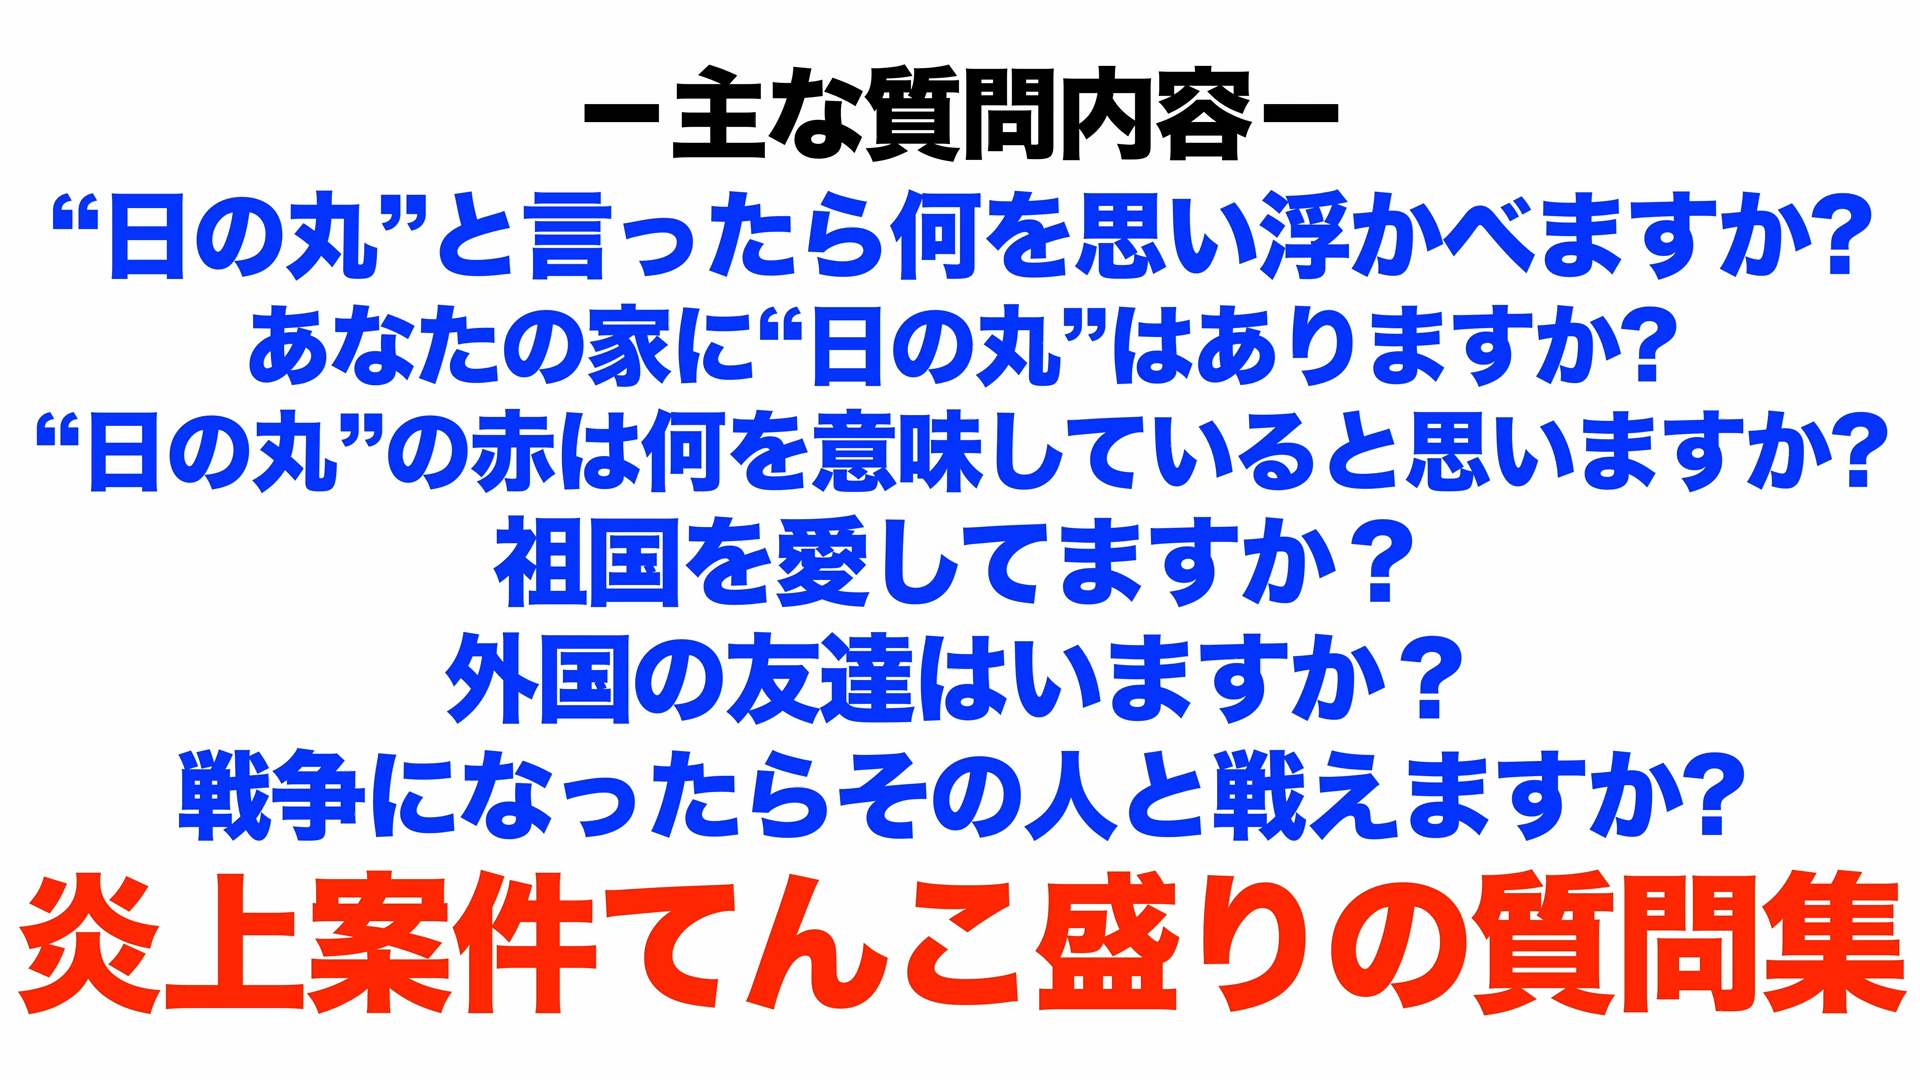 －主な質問内容－
“日の丸”と言ったら何を思い浮かべますか?
あなたの家に“日の丸”はありますか?
“日の丸”の赤は何を意味していると思いますか?
祖国を愛してますか？
外国の友達はいますか？
戦争になったらその人と戦えますか?
炎上案件てんこ盛りの質問集